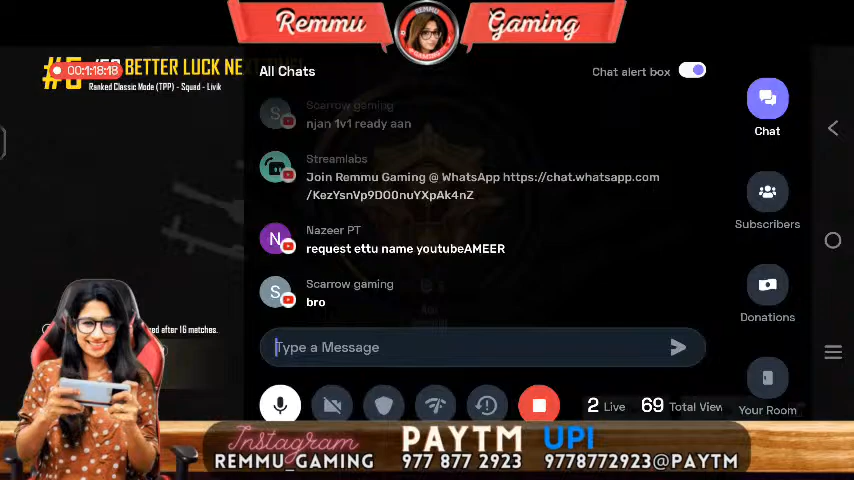 Remmu Gaming
00:1:18:18
BETTER LUCK NE
Ranked Classic Mode (TPP) - Squad - Livik
All Chats
Chat alert box
Scarrow gaming
njan 1v1 ready aan
Chat
Streamlabs
Join Remmu Gaming @ WhatsApp https://chat.whatsapp.com
/KezYsnVp9DO0nuYXpAk4nZ
Nazeer PT
request ettu name youtubeAMEER
Subscribers
Scarrow gaming
bro
Donations
ed after 16 matches.
Type a Message
2 Live 69 Total View
Your Room
Instagram
REMMU_GAMING
PAYTM UPI
977 877 2923 9778772923@PAYTM